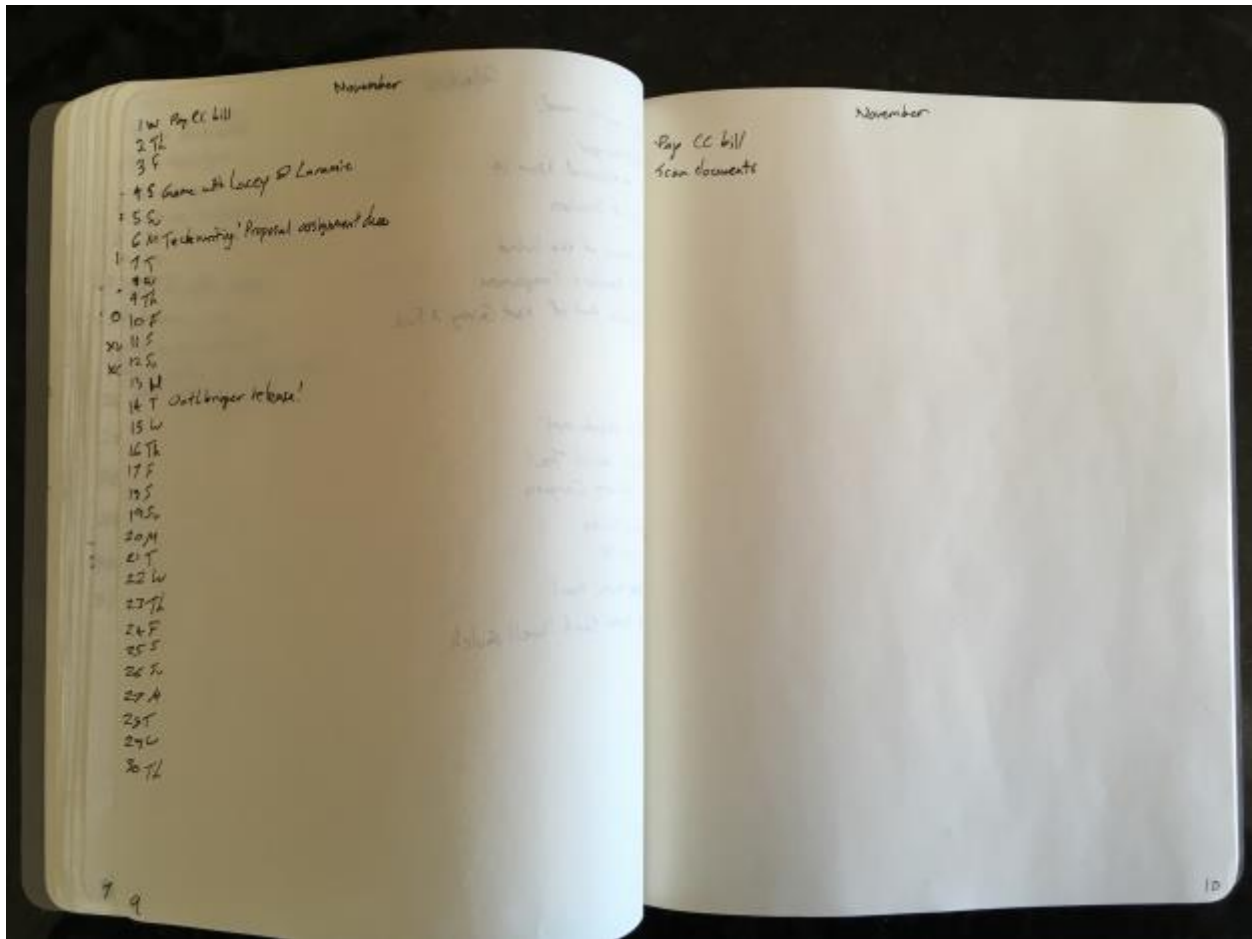 November
1 W Pay CC bill
2 Th
3 F
4 S Game with Lacey @ Laramie
5 Su
6 M Tech writing: Proposal assignment due
7 T
8 W
9 Th
10 F
11 S
12 Su
13 M
14 T Oathbringer release!
15 W
16 Th
17 F
18 S
19 Su
20 M
21 T
22 W
23 Th
24 F
25 S
26 Su
27 M
28 T
29 W
30 Th
9
November
Pay CC bill
Scan documents
10